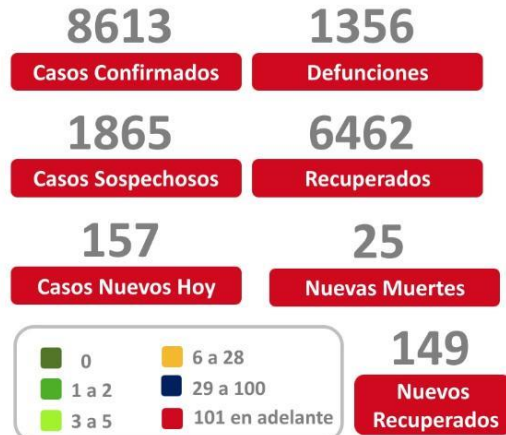 8613
Casos Confirmados
1356
Defunciones
1865
Casos Sospechosos
6462
Recuperados
157
Casos Nuevos Hoy
25
Nuevas Muertes
0
1 a 2
3 a 5
6 a 28
29 a 100
101 en adelante
149
Nuevos
Recuperados